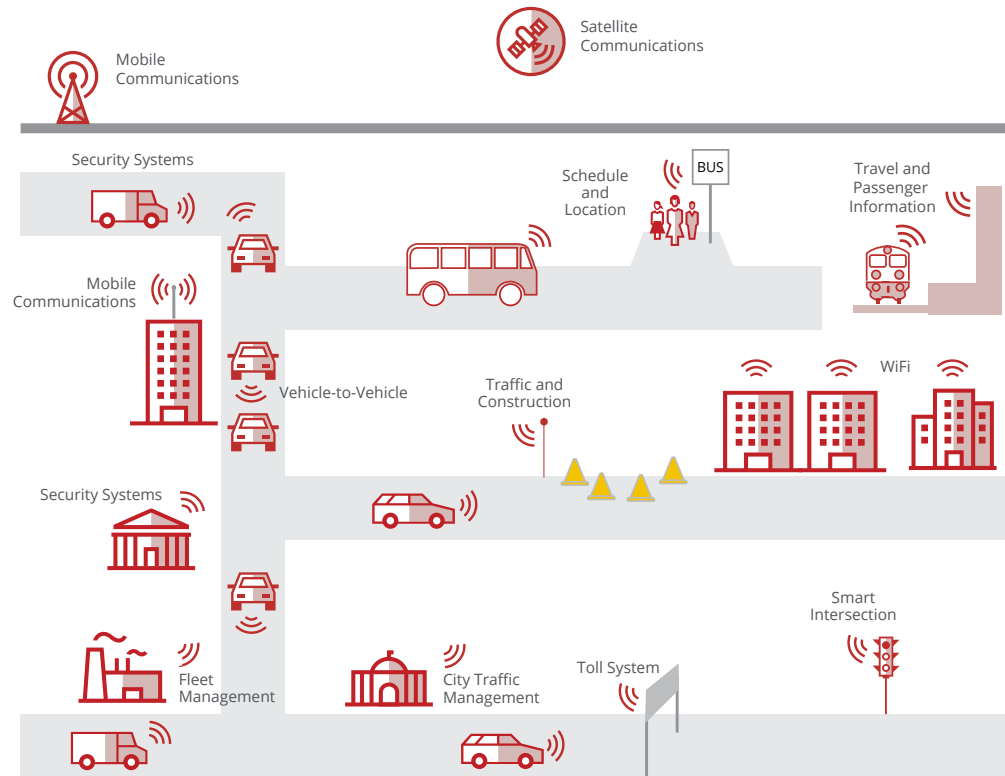 Satellite
Communications
Mobile
Communications
Security Systems
BUS
Schedule
and
Location
Travel and
Passenger
Information
Mobile
Communications
WiFi
Vehicle-to-Vehicle
Traffic and
Construction
Security Systems
Smart
Intersection
Toll System
Fleet
Management
City Traffic
Management